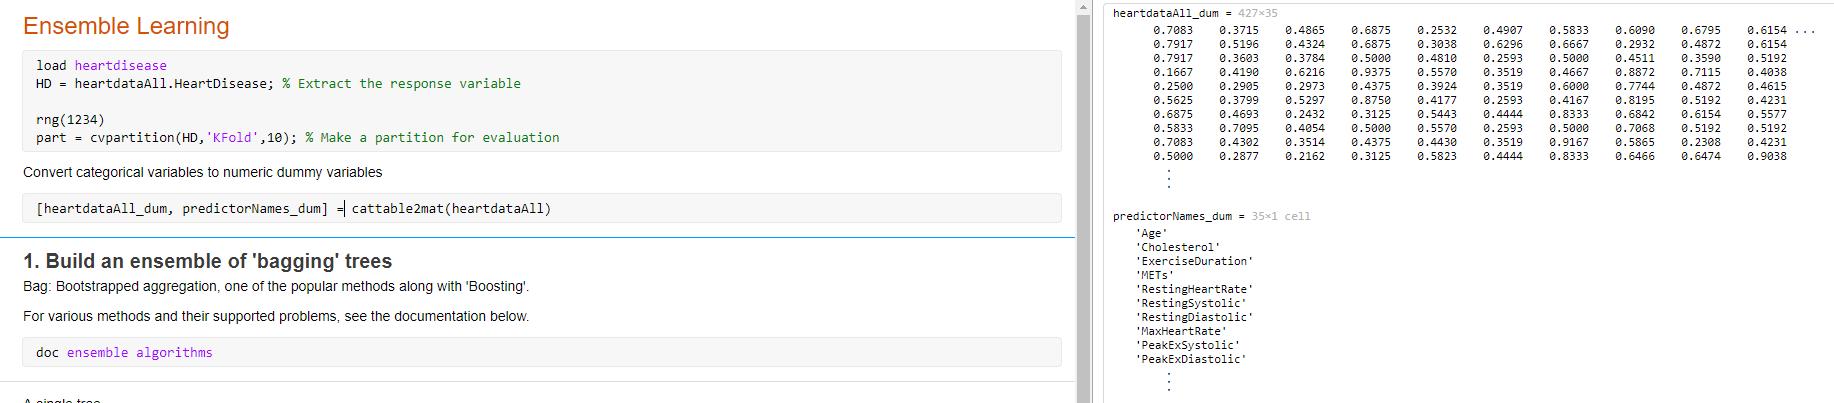 Ensemble Learning
load heartdisease
HD = heartdataAll.HeartDisease; % Extract the response variable
rng(1234)
part = cvpartition(HD,'KFold',10); % Make a partition for evaluation
Convert categorical variables to numeric dummy variables
[heartdataAll_dum, predictorNames_dum] = cattable2mat(heartdataAll)
1. Build an ensemble of 'bagging' trees
Bag: Bootstrapped aggregation, one of the popular methods along with 'Boosting'.
For various methods and their supported problems, see the documentation below.
doc ensemble algorithms
A single tree
heartdataAll_dum = 427×35
0.7083 0.3715 0.4865 0.6875 0.2532 0.4907 0.5833 0.6090 0.6795 0.6154 ...
0.7917 0.5196 0.4324 0.6875 0.3038 0.6296 0.6667 0.2932 0.4872 0.6154
0.7917 0.3603 0.3784 0.5000 0.4810 0.2593 0.5000 0.4511 0.3590 0.5192
0.1667 0.4190 0.6216 0.9375 0.5570 0.3519 0.4667 0.8872 0.7115 0.4038
0.2500 0.2905 0.2973 0.4375 0.3924 0.3519 0.6000 0.7744 0.4872 0.4615
0.5625 0.3799 0.5297 0.8750 0.4177 0.2593 0.4167 0.8195 0.5192 0.4231
0.6875 0.4693 0.2432 0.3125 0.5443 0.4444 0.8333 0.6842 0.6154 0.5577
0.5833 0.7095 0.4054 0.5000 0.5570 0.2593 0.5000 0.7068 0.5192 0.5192
0.7083 0.4302 0.3514 0.4375 0.4430 0.3519 0.9167 0.5865 0.2308 0.4231
0.5000 0.2877 0.2162 0.3125 0.5823 0.4444 0.8333 0.6466 0.6474 0.9038
predictorNames_dum = 35×1 cell
'Age'
'Cholesterol'
'ExerciseDuration'
'METs'
'RestingHeartRate'
'RestingSystolic'
'RestingDiastolic'
'MaxHeartRate'
'PeakExSystolic'
'PeakExDiastolic'